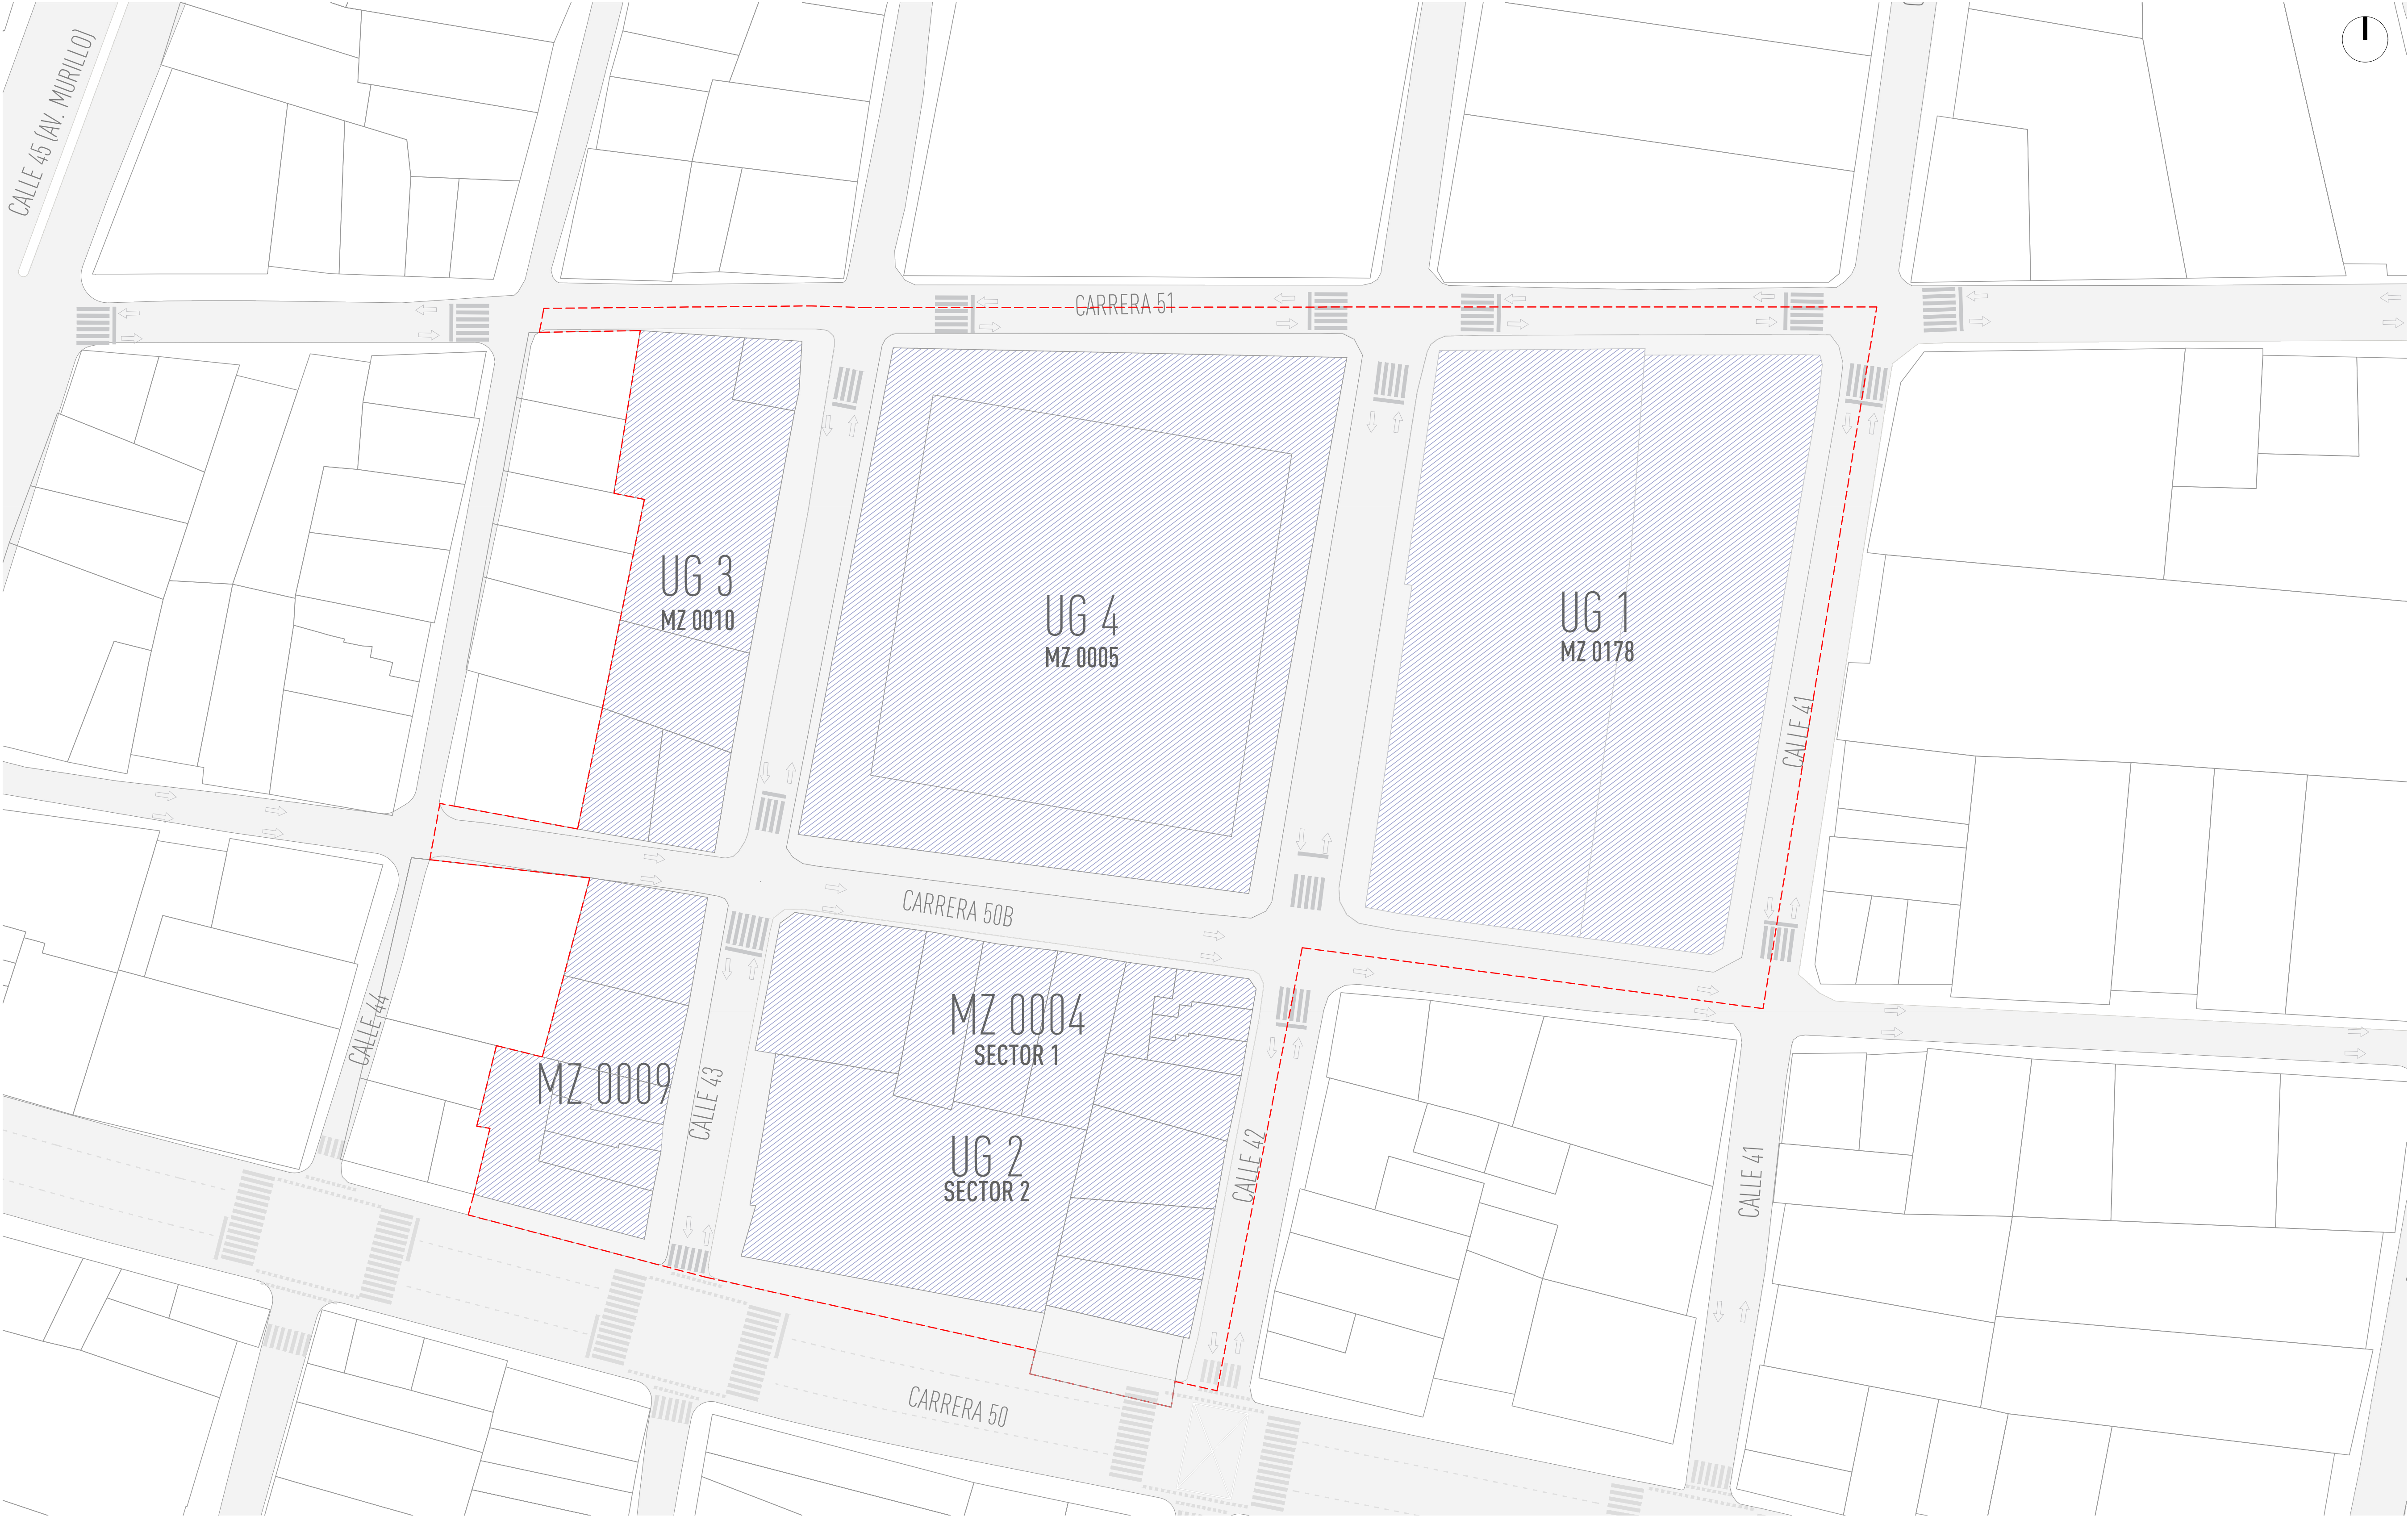 CALLE 45 (AV. MURILLO)
CARRERA 51
UG 3
MZ 0010
UG 4
MZ 0005
UG 1
MZ 0178
CALLE 41
CARRERA 50B
MZ 0004
SECTOR 1
CALLE 44
MZ 0009
CALLE 43
UG 2
SECTOR 2
CALLE 42
CALLE 41
CARRERA 50